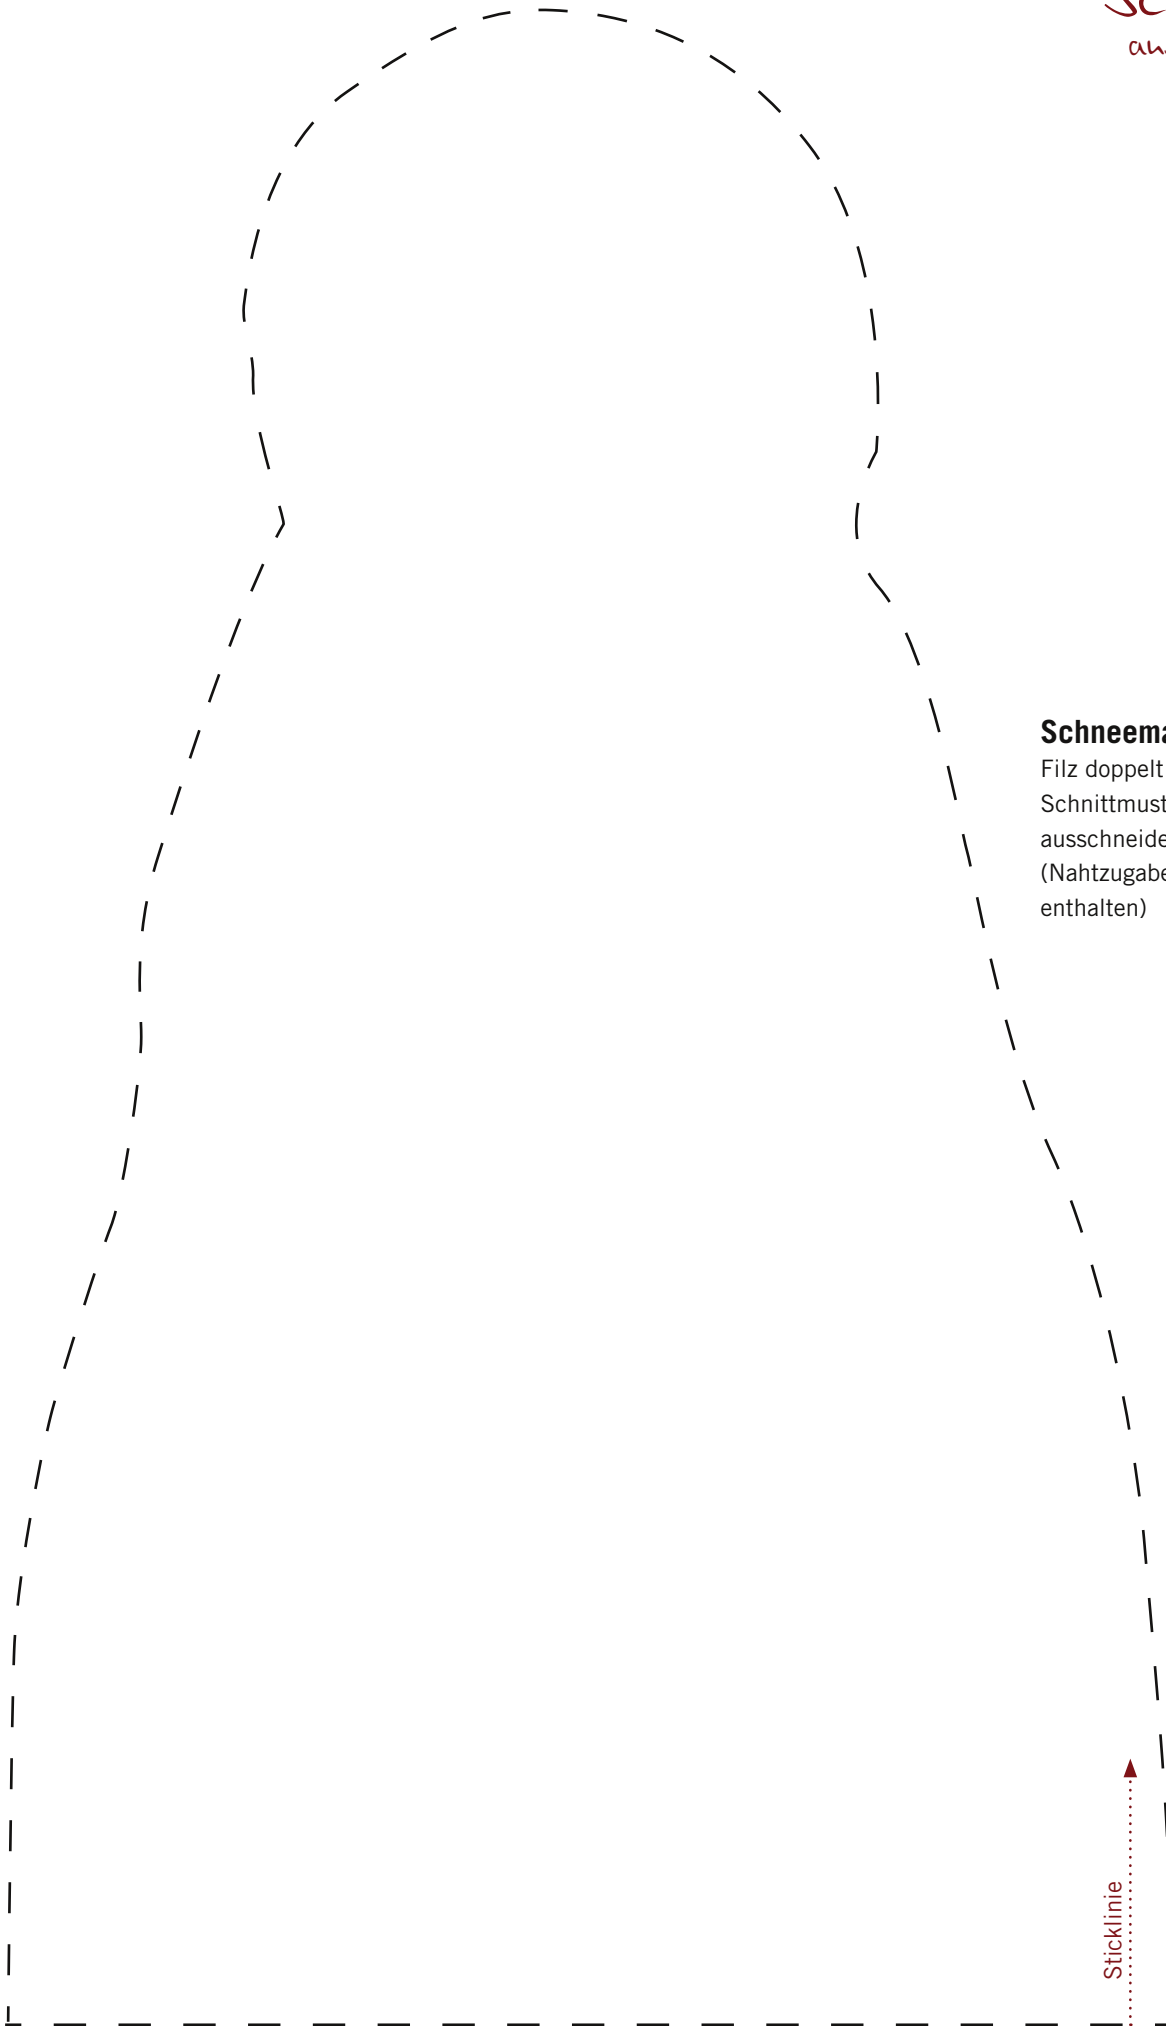 Schneema
Filz doppelt
Schnittmust
ausschneide
(Nahtzugabe
enthalten)
Sticklinie